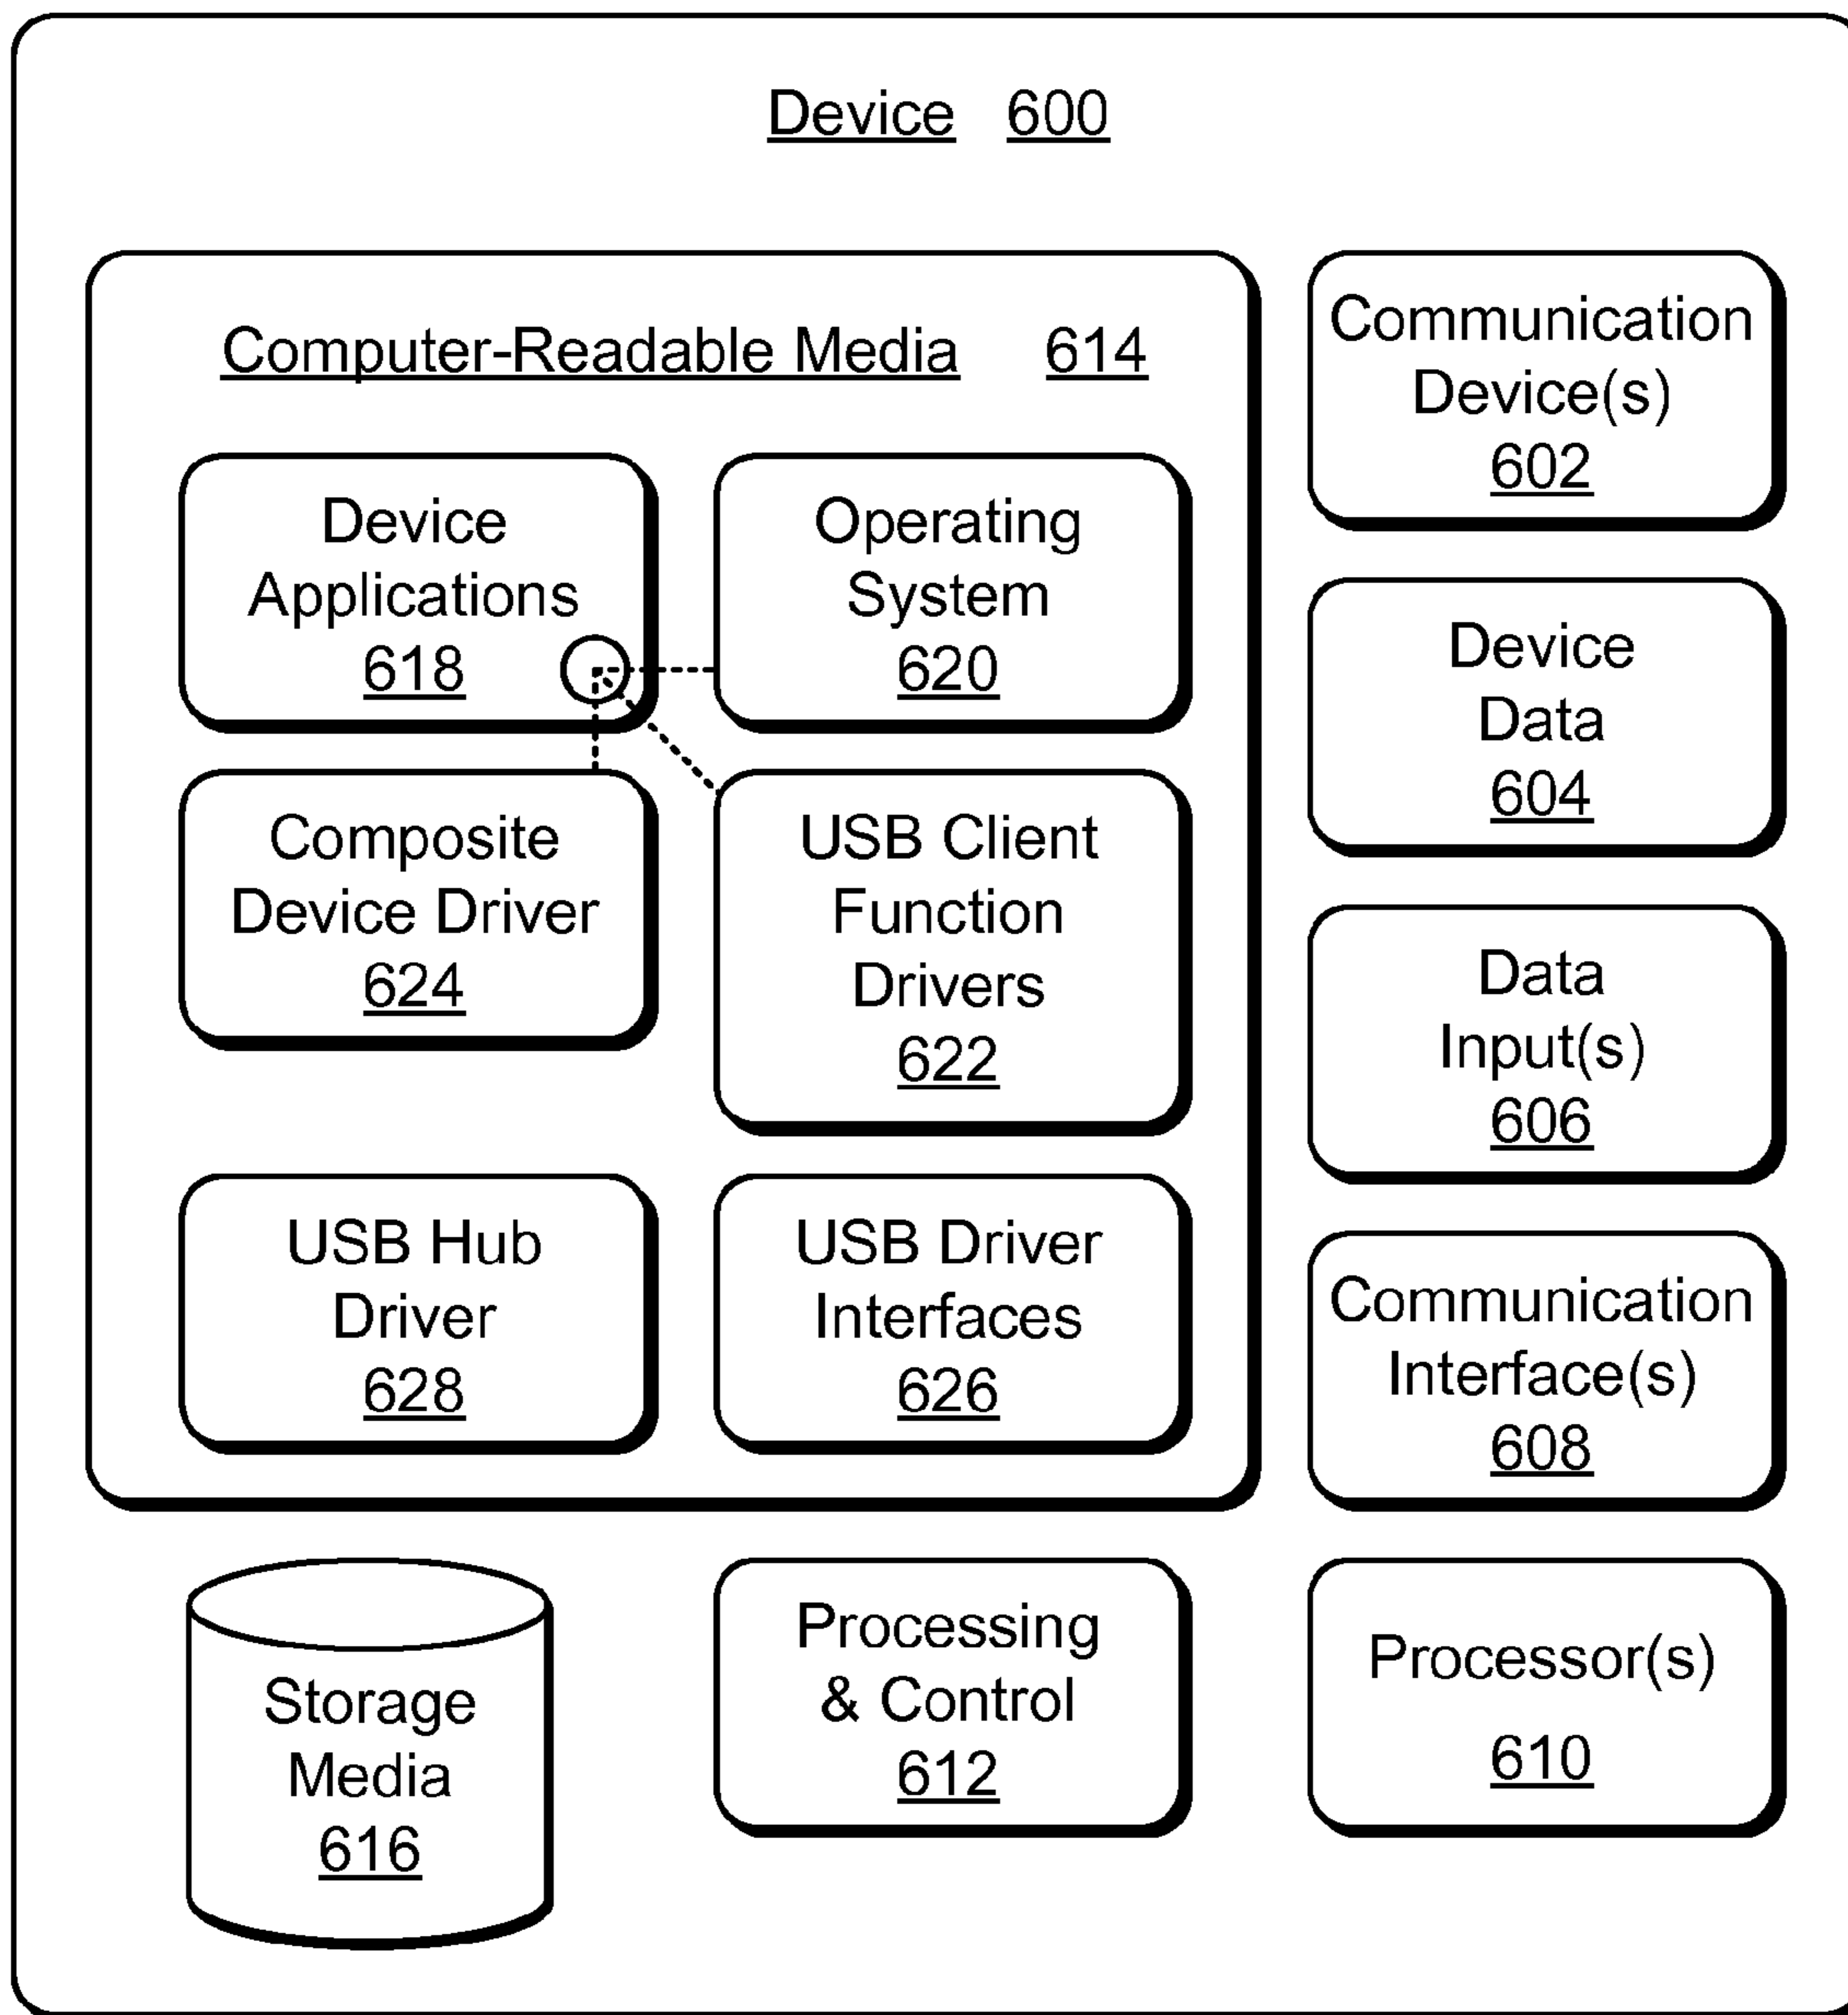 Device 600
Computer-Readable Media 614
Device
Applications
618
Operating
System
620
Composite
Device Driver
624
USB Client
Function
Drivers
622
USB Hub
Driver
628
USB Driver
Interfaces
626
Communication
Device(s)
602
Device
Data
604
Data
Input(s)
606
Communication
Interface(s)
608
Storage
Media
616
Processing
& Control
612
Processor(s)
610